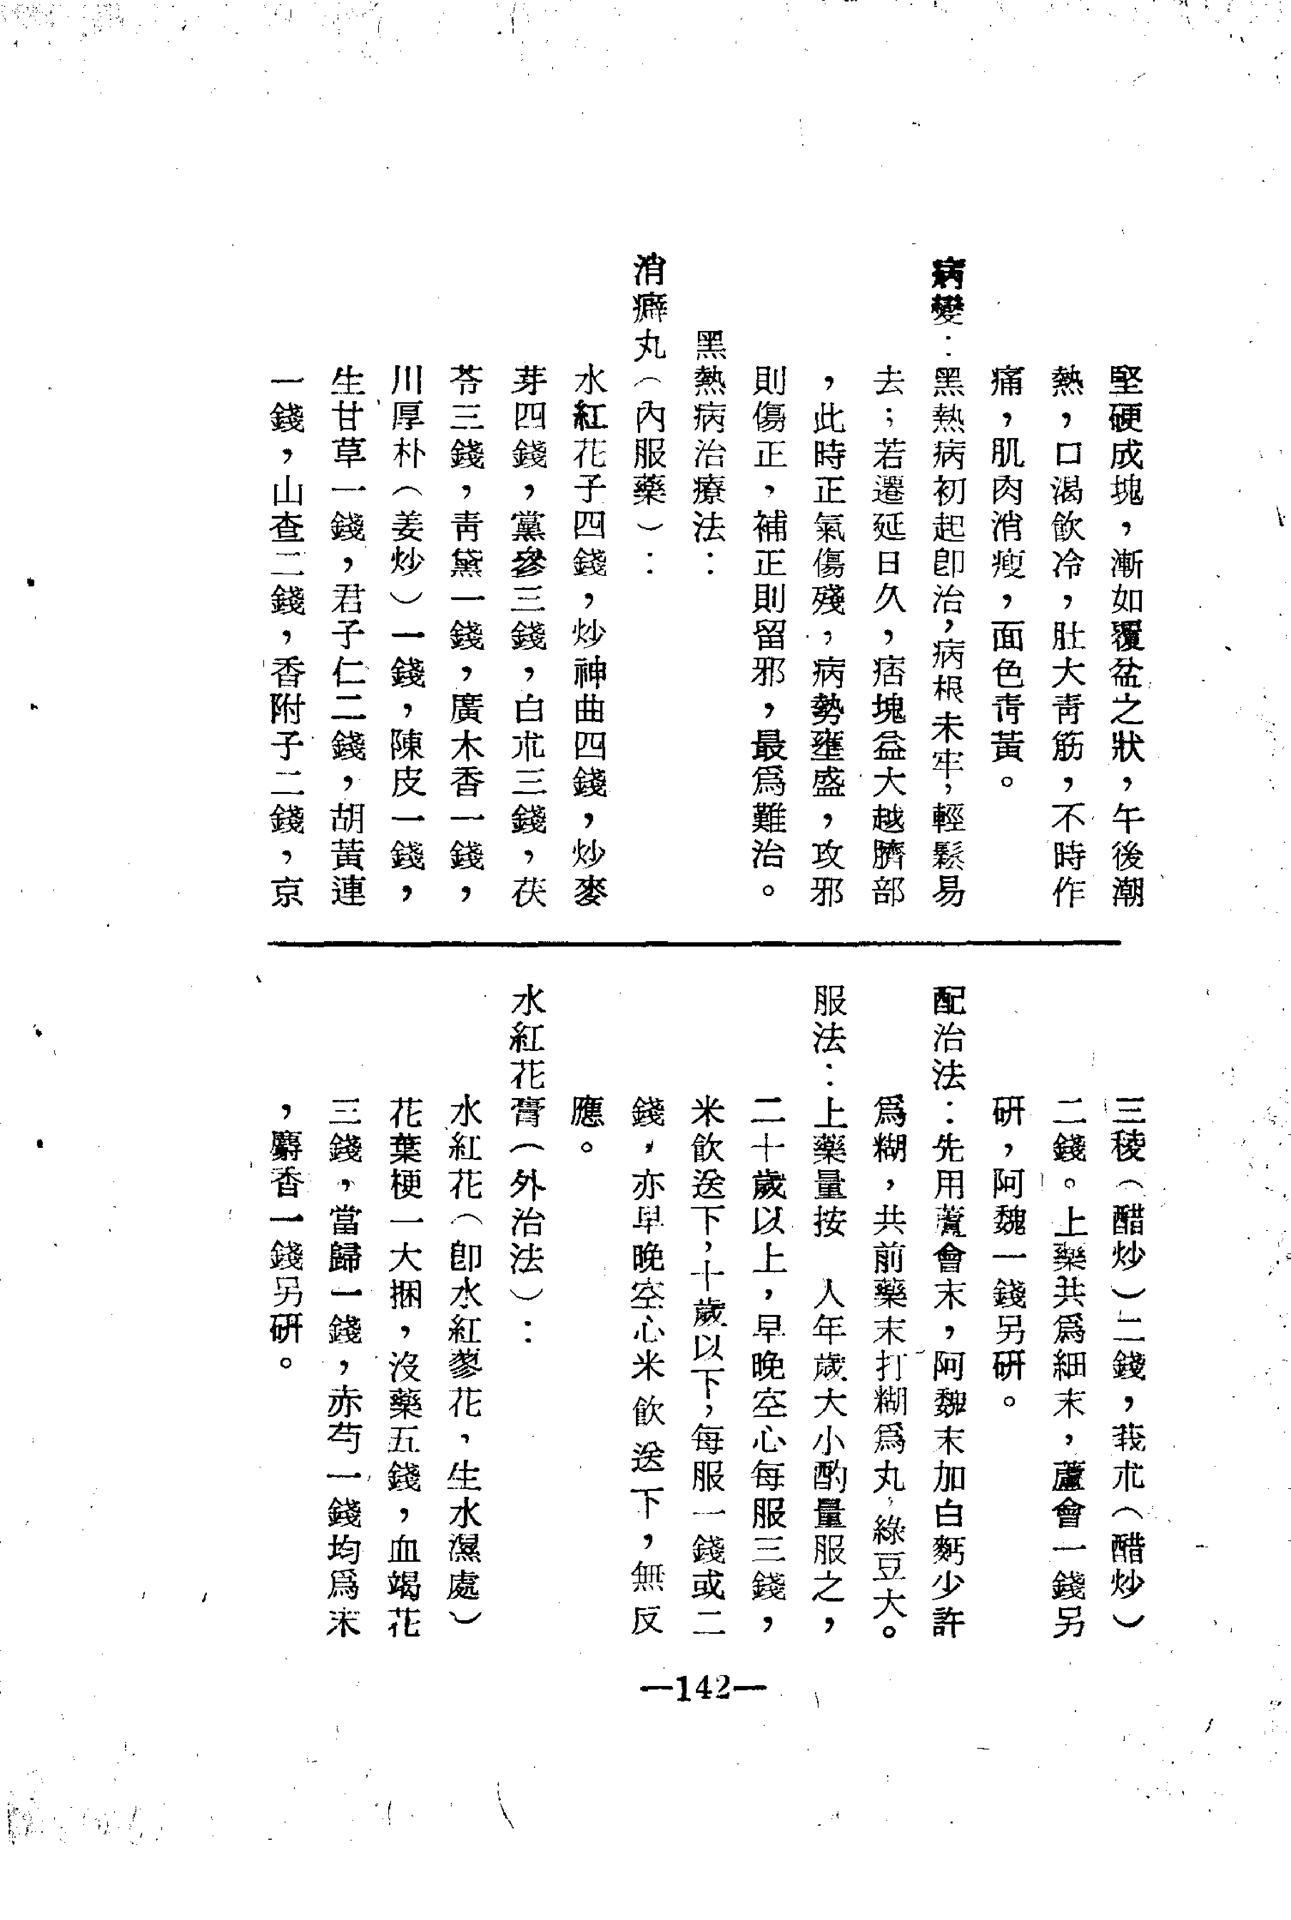 堅硬成塊，漸如覆盆之狀，午後潮
熱，口渴飲冷，肚大靑筋，不時作
痛，肌肉消瘦，面色靑黃。
病變：黑熱病初起卽治，病根未牢，輕鬆易
去；若遷延日久，痞塊益大越臍部
，此時正氣傷殘，病勢壅盛，攻邪
則傷正，補正則留邪，最爲難治。
黑熱病治療法：
消癖丸（內服藥）：
水紅花子四錢，炒神曲四錢，炒麥
芽四錢，黨參三錢，白朮三錢，茯
苓三錢，靑黛一錢，廣木香一錢，
川厚朴（姜炒）一錢，陳皮一錢，
生甘草一錢，君子仁二錢，胡黃連
一錢，山查二錢，香附子二錢，京
三稜（醋炒）二錢，莪朮（醋炒）
二錢。上藥共爲細末，蘆會一錢另
研，阿魏一錢另研。
配治法：先用蘆會末，阿魏末加白麪少許
爲糊，共前藥末打糊爲丸，綠豆大。
服法：上藥量按　人年歲大小酌量服之，
二十歲以上，早晚空心每服三錢，
米飮送下，十歲以下，每服一錢或二
錢，亦早晚空心米飮送下，無反
應。
水紅花膏（外治法）：
水紅花（卽水紅蓼花，生水濕處）
花葉梗一大捆，沒藥五錢，血竭花
三錢，當歸一錢，赤芍一錢均爲末
，麝香一錢另研。
—142—